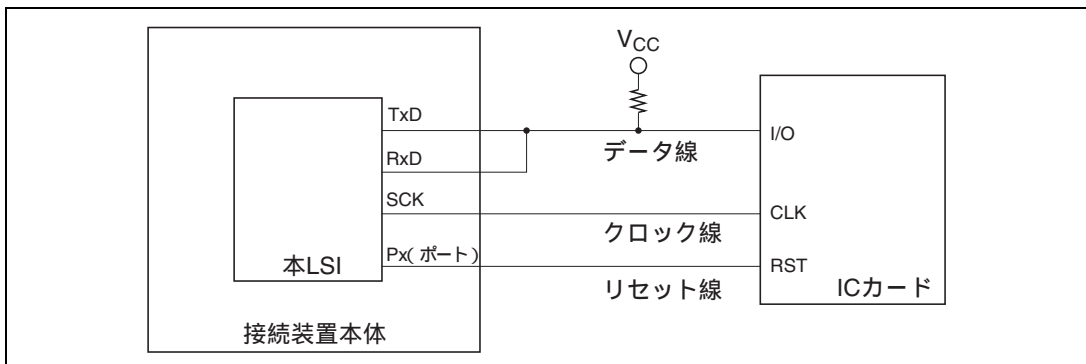 VCC
TxD
I/O
データ線
RxD
SCK
CLK
クロック線
Px(ポート)
RST
本LSI
リセット線
ICカード
接続装置本体